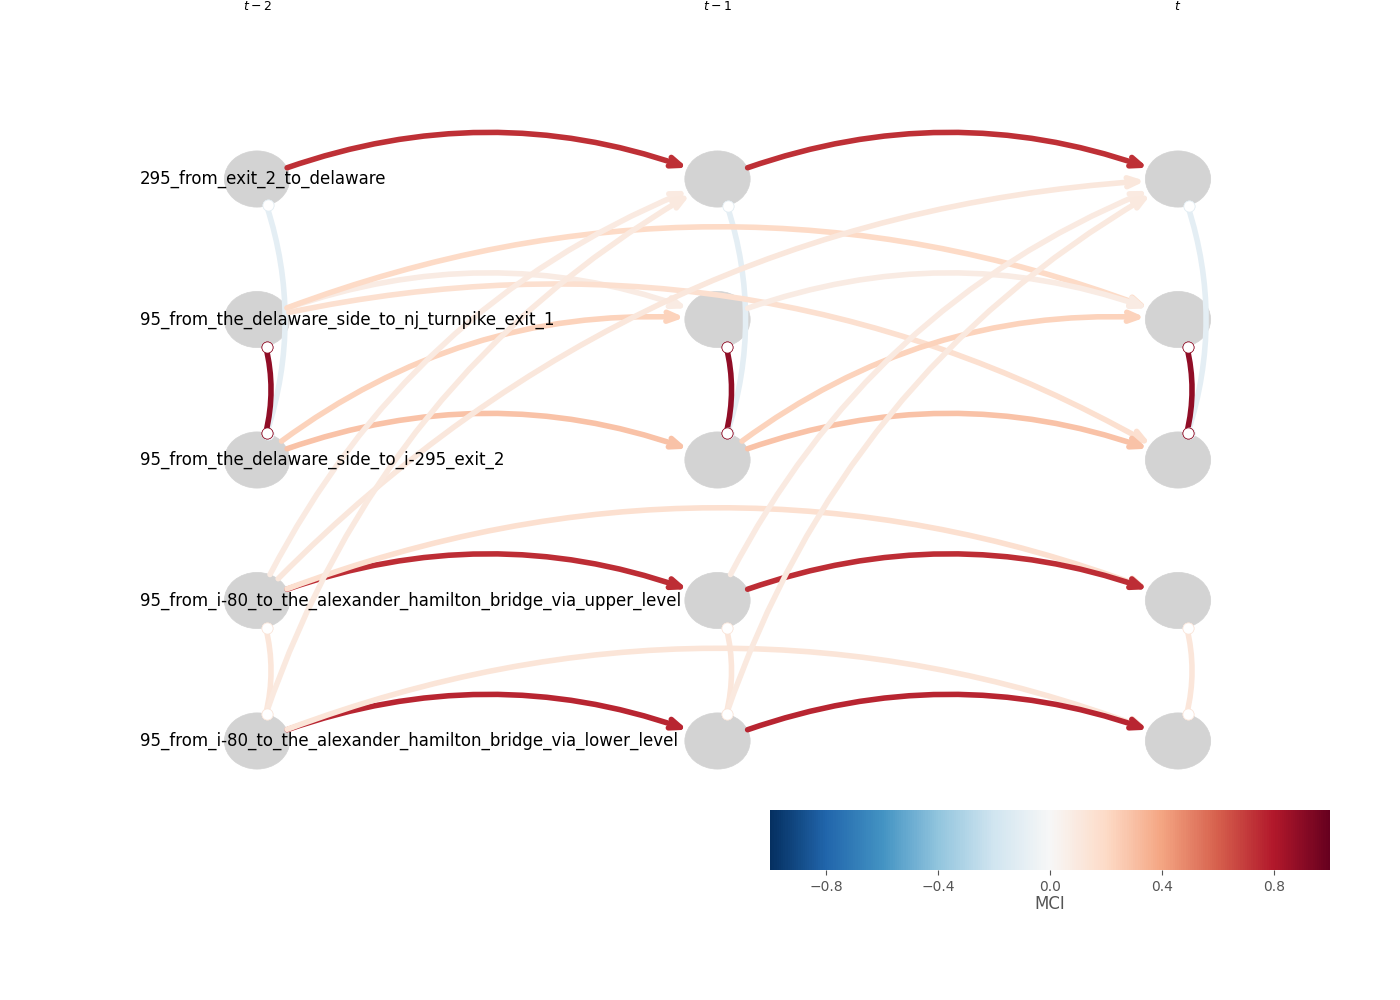 t − 2 t − 1 t
295_from_exit_2_to_delaware
95_from_the_delaware_side_to_nj_turnpike_exit_1
95_from_the_delaware_side_to_i-295_exit_2
95_from_i-80_to_the_alexander_hamilton_bridge_via_upper_level
95_from_i-80_to_the_alexander_hamilton_bridge_via_lower_level
−0.8 −0.4 0.0 0.4 0.8
MCI